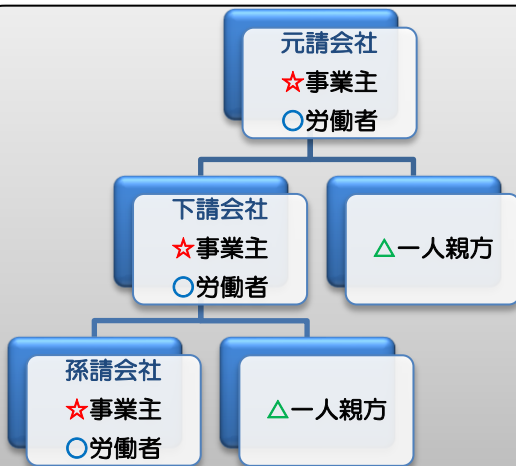 元請会社
☆事業主
○労働者
下請会社
☆事業主
○労働者
△一人親方
孫請会社
☆事業主
○労働者
△一人親方